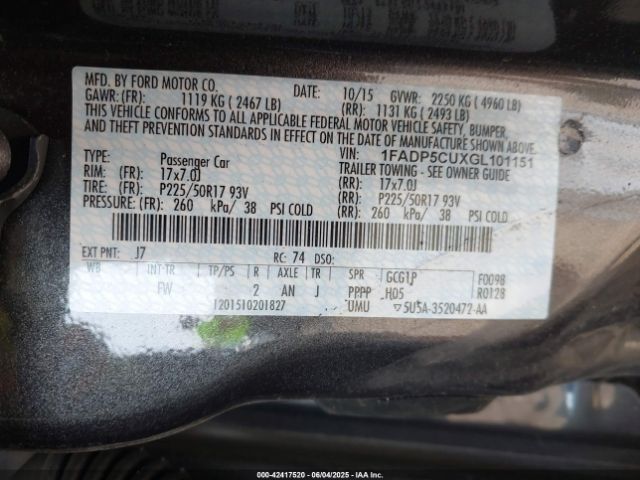 MFD. BY FORD MOTOR CO. DATE: 10/15 GVWR: 2250 KG ( 4960 LB)
GAWR:(FR): 1119 KG ( 2467 LB) (RR): 1131 KG ( 2493 LB)
THIS VEHICLE CONFORMS TO ALL APPLICABLE FEDERAL MOTOR VEHICLE SAFETY, BUMPER,
AND THEFT PREVENTION STANDARDS IN EFFECT ON THE DATE OF MANUFACTURE SHOWN ABOVE.
VIN: 1FADP5CUXGL101151
TYPE: Passenger Car TRAILER TOWING - SEE OWNER GUIDE
RIM: (FR): 17x7.0J (RR): 17x7.0J
TIRE: (FR): P225/50R17 93V (RR): P225/50R17 93V
PRESSURE: (FR): 260 kPa/ 38 PSI COLD (RR): 260 kPa/ 38 PSI COLD
EXT PNT: J7 RC: 74 DSO:
WB INT TR TP/PS R AXLE TR SPR GCG1P F0098
FW 2 AN J PPPP H05 R0128
1201510201827 UMU ▽5U5A-3520472-AA
000-42417520 - 06/04/2025 - IAAI.com